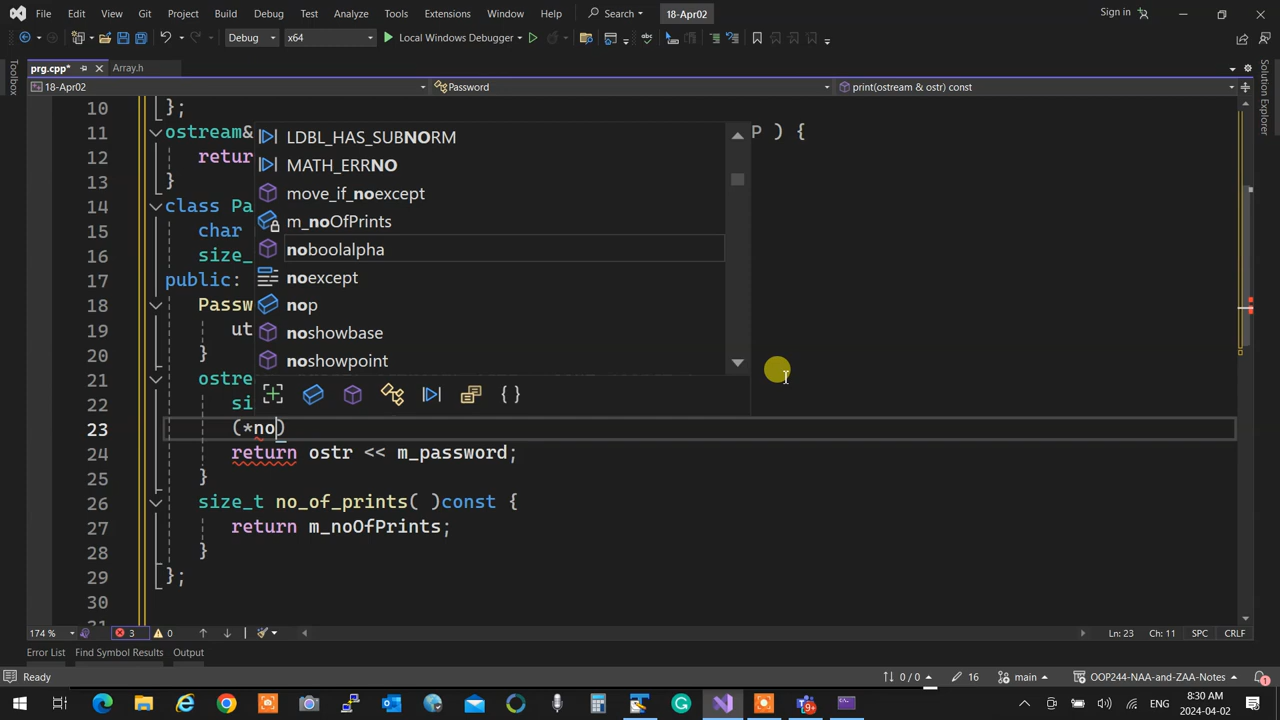 File Edit View Git Project Build Debug Test Analyze Tools Extensions Window Help Search 18-Apr02 Sign in
Debug x64 Local Windows Debugger
prg.cpp* Array.h
18-Apr02 Password print(ostream & ostr) const
Toolbox
Solution Explorer
10 };
11 ostream& P ) {
12 retur
13 }
14 class Pa
15 char
16 size_
17 public:
18 Passw
19 ut
20 }
21 ostre
22 si
23 (*no)
24 return ostr << m_password;
25 }
26 size_t no_of_prints( )const {
27 return m_noOfPrints;
28 }
29 };
30
LDBL_HAS_SUBNORM
MATH_ERRNO
move_if_noexcept
m_noOfPrints
noboolalpha
noexcept
nop
noshowbase
noshowpoint
{ }
174 % 3 0 Ln: 23 Ch: 11 SPC CRLF
Error List Find Symbol Results Output
Ready 0 / 0 16 main OOP244-NAA-and-ZAA-Notes 1
9+ ENG 8:30 AM
2024-04-02